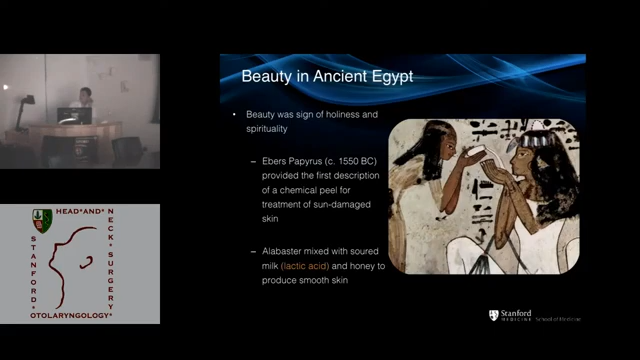 Beauty in Ancient Egypt
• Beauty was sign of holiness and
spirituality
– Ebers Papyrus (c. 1550 BC)
provided the first description
of a chemical peel for
treatment of sun-damaged
skin
– Alabaster mixed with soured
milk (lactic acid) and honey to
produce smooth skin
HEAD*AND*
NECK*SURGERY
STANFORD
OTOLARYNGOLOGY*
Stanford
MEDICINE School of Medicine